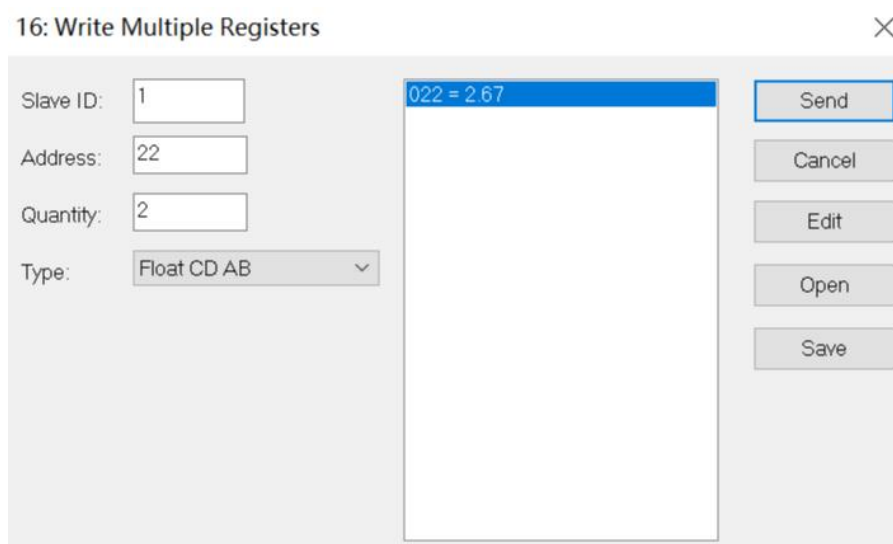 16: Write Multiple Registers
Slave ID: 1
Address: 22
Quantity: 2
Type: Float CD AB
022 = 2.67
Send
Cancel
Edit
Open
Save